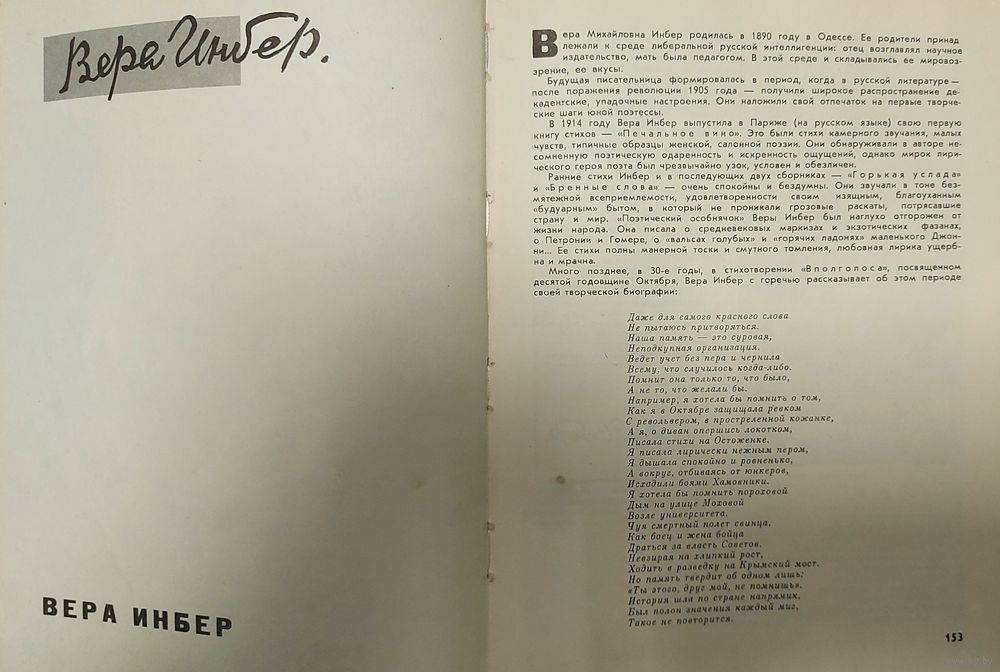 Вера Инбер.
ВЕРА ИНБЕР
Вера Михайловна Инбер родилась в 1890 году в Одессе. Ее родители принад
лежали к среде либеральной русской интеллигенции: отец возглавлял научное
издательство, мать была педагогом. В этой среде и складывались ее мировоз-
зрение, ее вкусы.
Будущая писательница формировалась в период, когда в русской литературе —
после поражения революции 1905 года — получили широкое распространение де-
кадентские, упадочные настроения. Они наложили свой отпечаток на первые творче-
ские шаги юной поэтессы.
В 1914 году Вера Инбер выпустила в Париже (на русском языке) свою первую
книгу стихов — «Печальное вино». Это были стихи камерного звучания, малых
чувств, типичные образцы женской, салонной поэзии. Они обнаруживали в авторе не-
сомненную поэтическую одаренность и искренность ощущений, однако мирок лири-
ческого героя поэта был чрезвычайно узок, условен и обезличен.
Ранние стихи Инбер и в последующих двух сборниках — «Горькая услада»
и «Бренные слова» — очень спокойны и бездумны. Они звучали в тоне без-
мятежной всеприемлемости, удовлетворенности своим изящным, благоуханным
«будуарным» бытом, в который не проникали грозовые раскаты, потрясавшие
страну и мир. «Поэтический особнячок» Веры Инбер был наглухо отгорожен от
жизни народа. Она писала о средневековых маркизах и экзотических фазанах,
о Петронии и Гомере, о «вальсах голубых» и «горячих ладонях» маленького Джон-
ни... Ее стихи полны манерной тоски и смутного томления, любовная лирика ущерб-
на и мрачна.
Много позднее, в 30-е годы, в стихотворении «Вполголоса», посвященном
десятой годовщине Октября, Вера Инбер с горечью рассказывает об этом периоде
своей творческой биографии:
Даже для самого красного слова
Не пытаюсь притворяться.
Наша память — это суровая,
Неподкупная организация.
Ведет учет без пера и чернила
Всему, что случилось когда-либо.
Помнит она только то, что было,
А не то, что желали бы.
Например, я хотела бы помнить о том,
Как я в Октябре защищала ревком
С револьвером, в простреленной кожанке,
А я, о диван опершись локотком,
Писала стихи на Остоженке.
Я писала лирически нежным пером,
Я дышала спокойно и ровненько,
А вокруг, отбиваясь от юнкеров,
Исходили боями Хамовники.
Я хотела бы помнить пороховой
Дым на улице Моховой
Возле университета.
Чуя смертный полет свинца,
Как боец и жена бойца
Драться за власть Советов.
Невзирая на хлипкий рост,
Ходить в разведку на Крымский мост.
Но память твердит об одном лишь:
«Ты этого, друг мой, не помнишь».
История шла по стране напрямик,
Был полон значения каждый миг,
Такое не повторится.
153